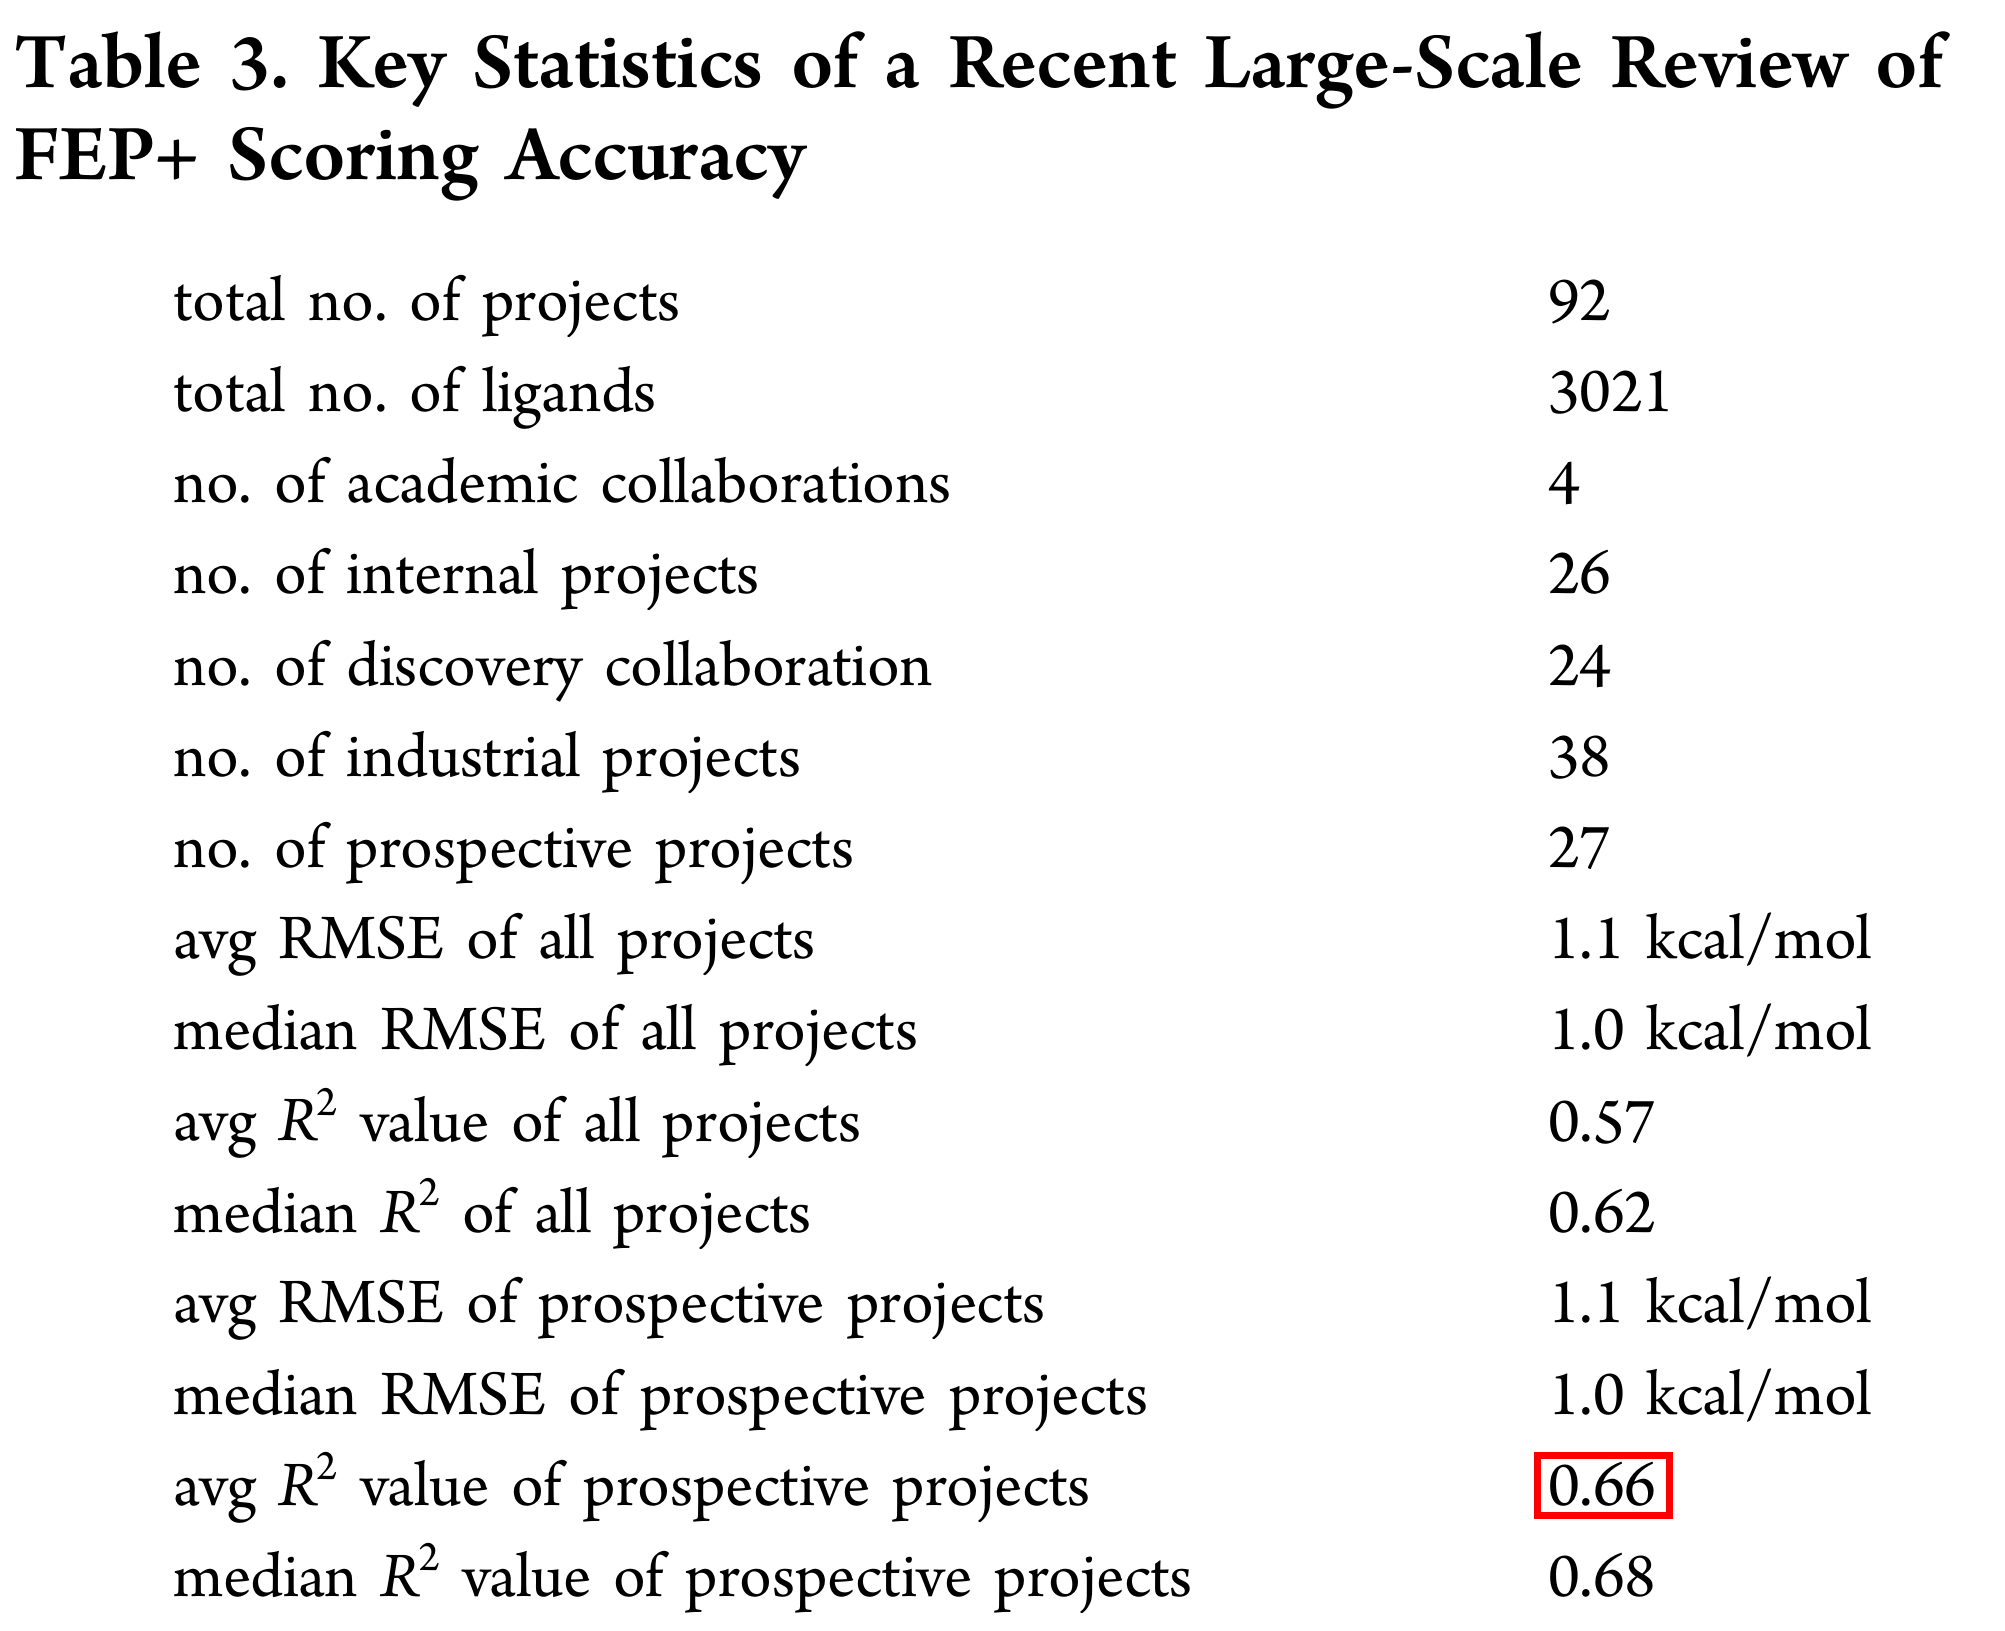 Table 3. Key Statistics of a Recent Large-Scale Review of
FEP+ Scoring Accuracy
total no. of projects 92
total no. of ligands 3021
no. of academic collaborations 4
no. of internal projects 26
no. of discovery collaboration 24
no. of industrial projects 38
no. of prospective projects 27
avg RMSE of all projects 1.1 kcal/mol
median RMSE of all projects 1.0 kcal/mol
avg R² value of all projects 0.57
median R² of all projects 0.62
avg RMSE of prospective projects 1.1 kcal/mol
median RMSE of prospective projects 1.0 kcal/mol
avg R² value of prospective projects 0.66
median R² value of prospective projects 0.68